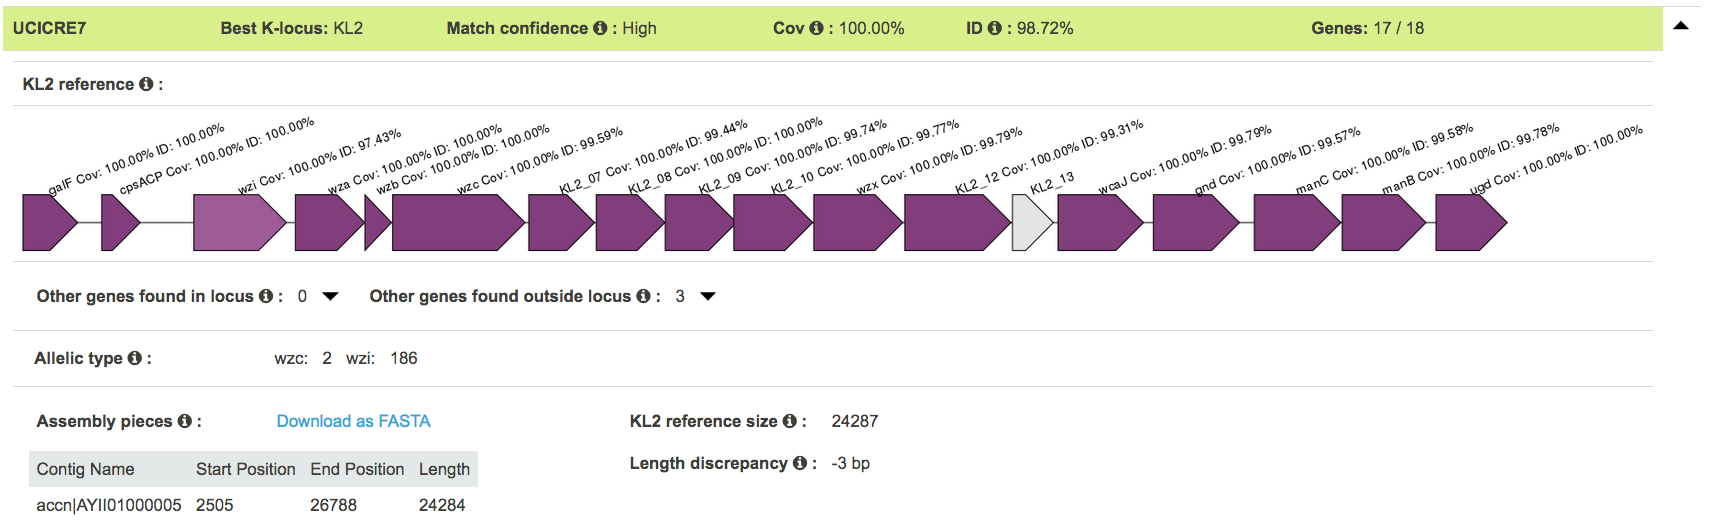 UCICRE7 Best K-locus: KL2 Match confidence : High Cov : 100.00% ID : 98.72% Genes: 17 / 18
KL2 reference :
galF Cov: 100.00% ID: 100.00%
cpsACP Cov: 100.00% ID: 100.00%
wzi Cov: 100.00% ID: 97.43%
wza Cov: 100.00% ID: 100.00%
wzb Cov: 100.00% ID: 100.00%
wzc Cov: 100.00% ID: 99.59%
KL2_07 Cov: 100.00% ID: 99.44%
KL2_08 Cov: 100.00% ID: 100.00%
KL2_09 Cov: 100.00% ID: 99.74%
KL2_10 Cov: 100.00% ID: 99.77%
wzx Cov: 100.00% ID: 99.79%
KL2_12 Cov: 100.00% ID: 99.31%
KL2_13
wcaJ Cov: 100.00% ID: 99.79%
gnd Cov: 100.00% ID: 99.57%
manC Cov: 100.00% ID: 99.58%
manB Cov: 100.00% ID: 99.78%
ugd Cov: 100.00% ID: 100.00%
Other genes found in locus : 0 Other genes found outside locus : 3
Allelic type : wzc: 2 wzi: 186
Assembly pieces : Download as FASTA KL2 reference size : 24287
Length discrepancy : -3 bp
Contig Name Start Position End Position Length
accn|AYII01000005 2505 26788 24284